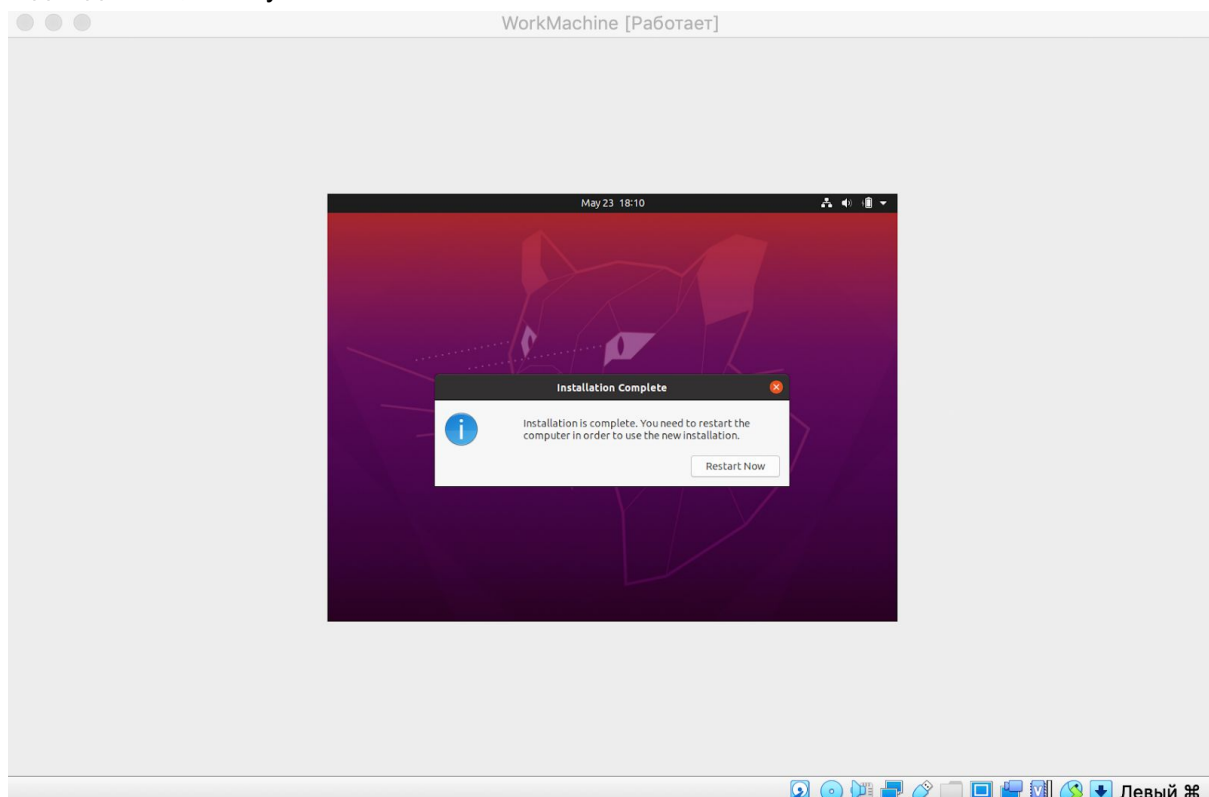 WorkMachine [Работает]
May 23 18:10
Installation Complete
Installation is complete. You need to restart the
computer in order to use the new installation.
Restart Now
Левый ⌘